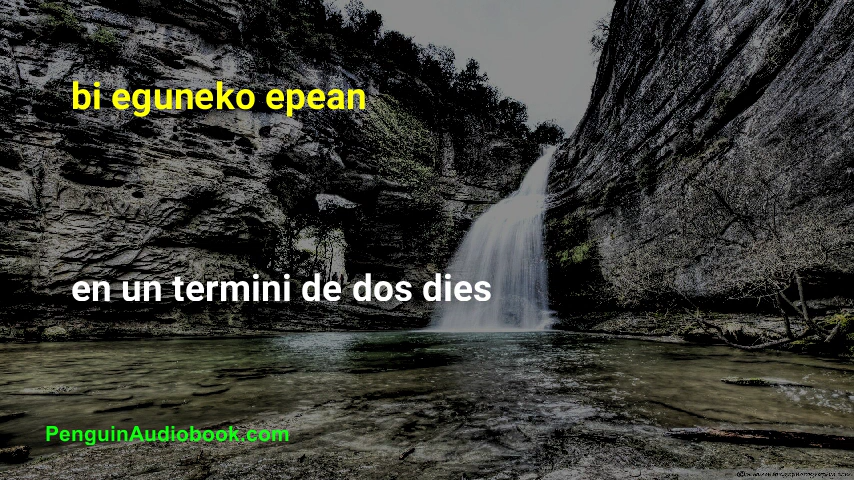 bi eguneko epean
en un termini de dos dies
PenguinAudiobook.com